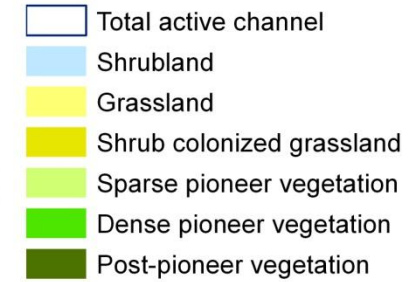 Total active channel
Shrubland
Grassland
Shrub colonized grassland
Sparse pioneer vegetation
Dense pioneer vegetation
Post-pioneer vegetation